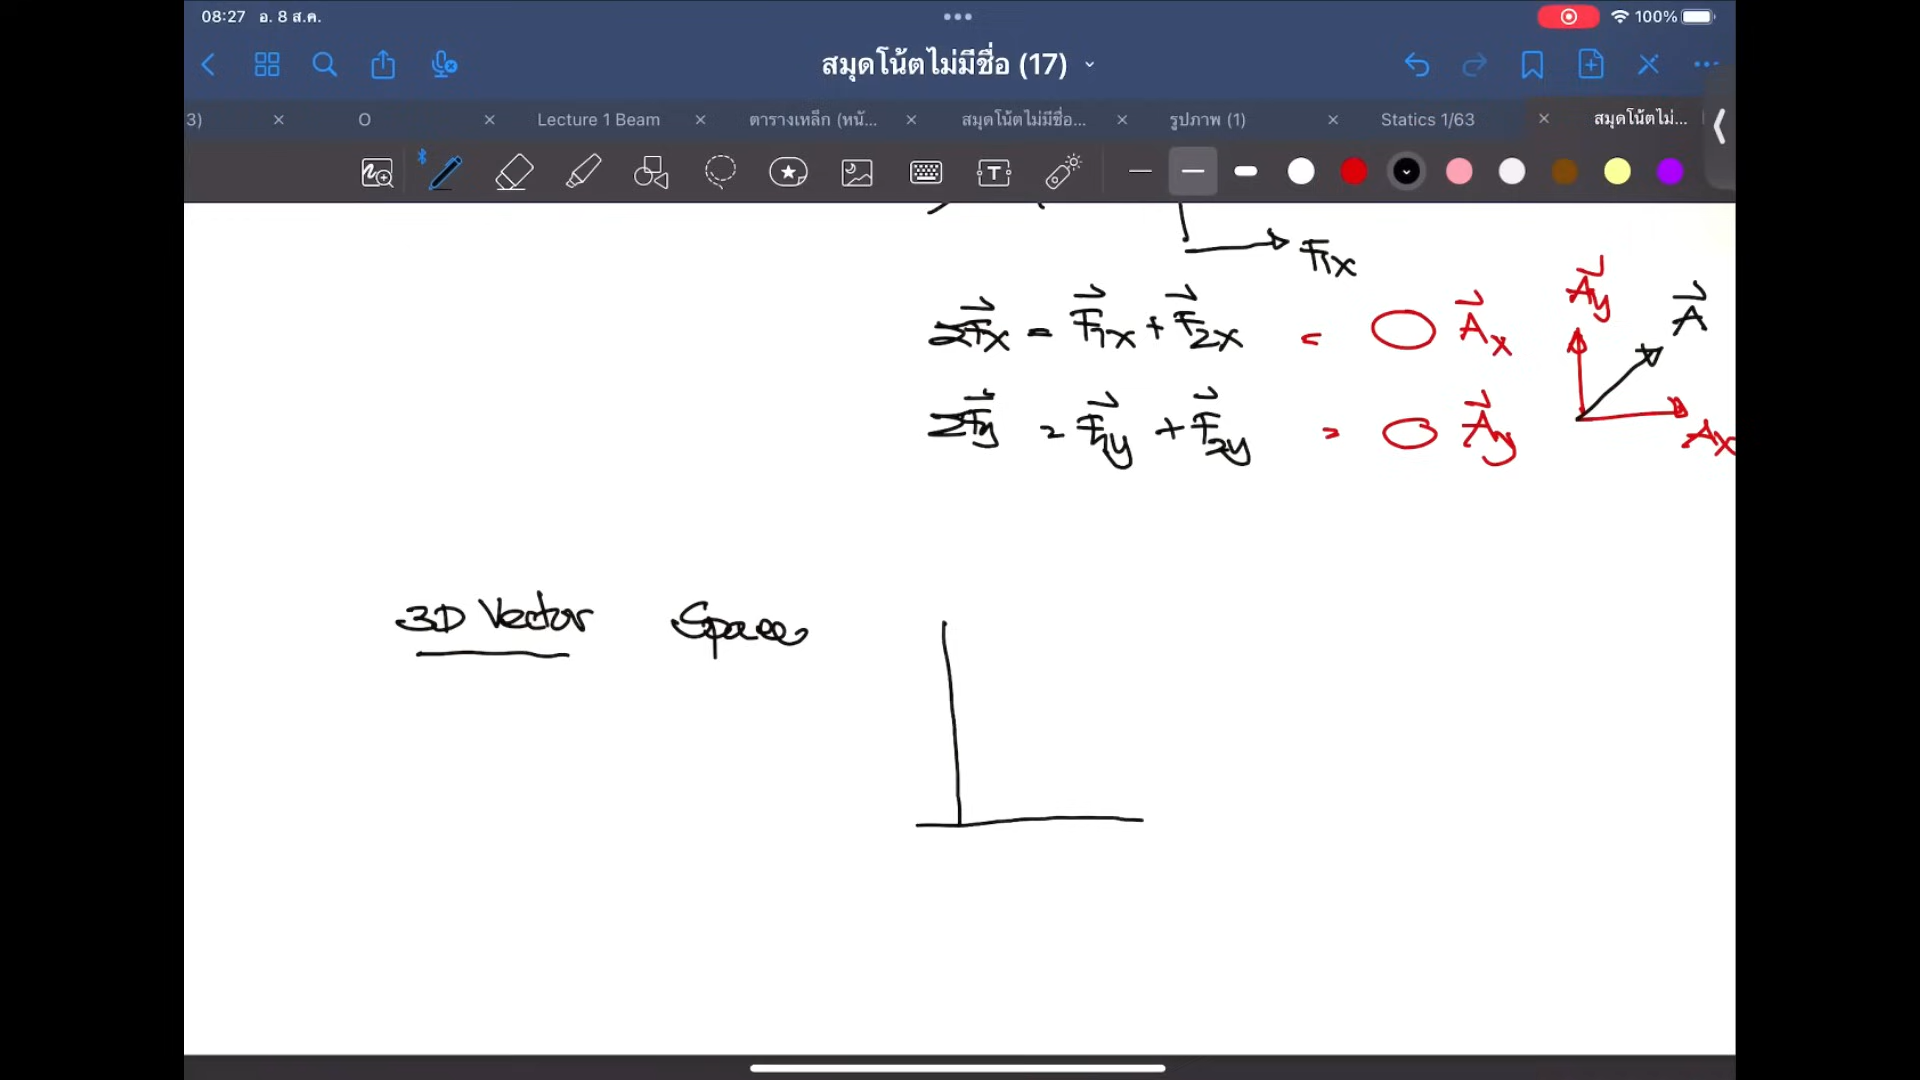 08:27 อ. 8 ส.ค.
100%
สมุดโน้ตไม่มีชื่อ (17)
3)
O
Lecture 1 Beam
ตารางเหล็ก (หนั...
สมุดโน้ตไม่มีชื่อ...
รูปภาพ (1)
Statics 1/63
สมุดโน้ตไม่...
F1x
ΣFx = F1x + F2x = Ax
Ay
A
ΣFy = F1y + F2y = Ay
Ax
3D Vector Space